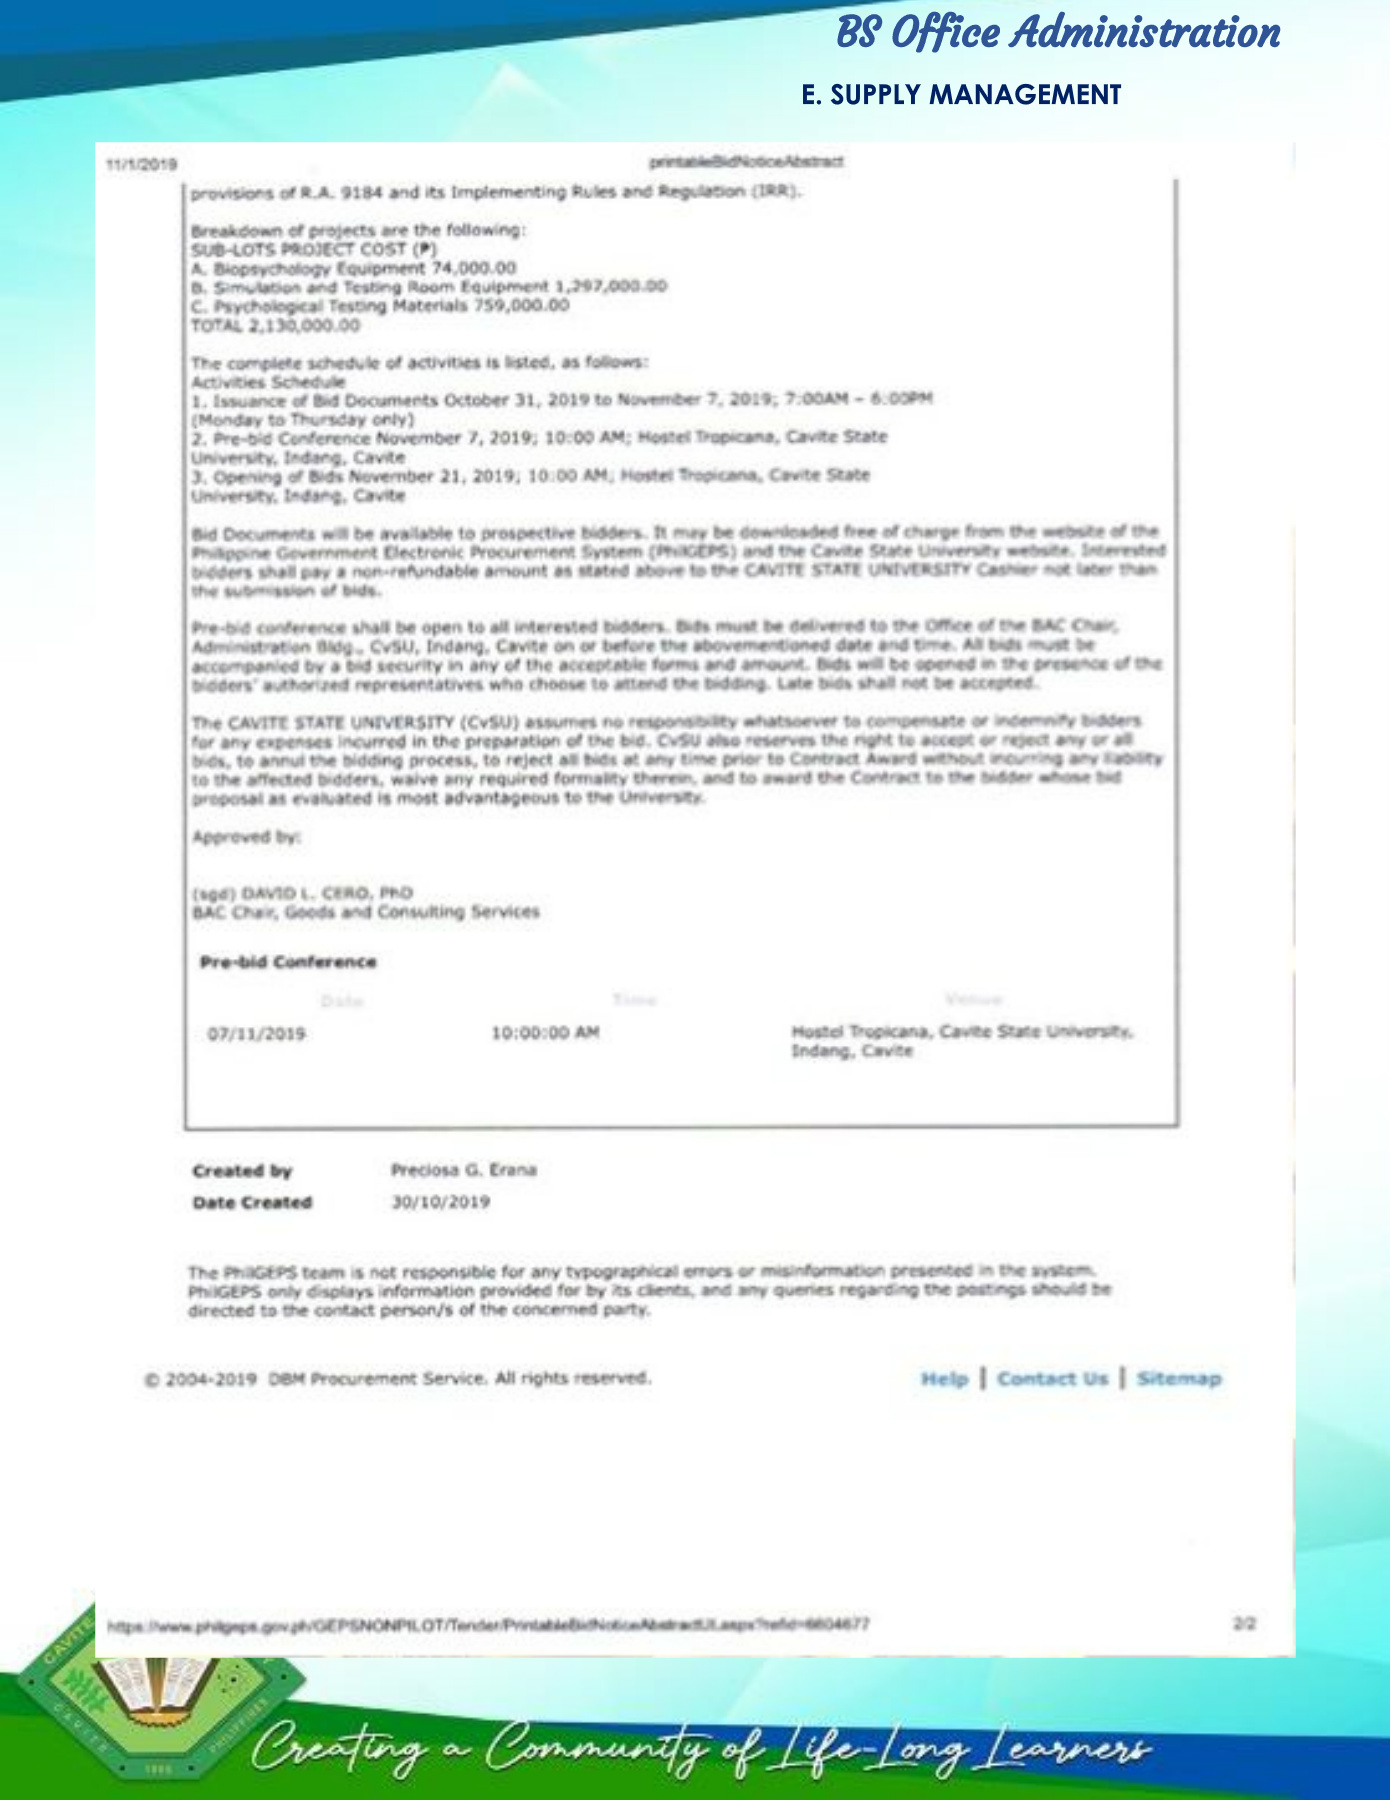 BS Office Administration
E. SUPPLY MANAGEMENT
11/1/2019
printableBidNoticeAbstract
provisions of R.A. 9184 and its Implementing Rules and Regulation (IRR).
Breakdown of projects are the following:
SUB-LOTS PROJECT COST (₱)
A. Biopsychology Equipment 74,000.00
B. Simulation and Testing Room Equipment 1,297,000.00
C. Psychological Testing Materials 759,000.00
TOTAL 2,130,000.00
The complete schedule of activities is listed, as follows:
Activities Schedule
1. Issuance of Bid Documents October 31, 2019 to November 7, 2019; 7:00AM – 6:00PM
(Monday to Thursday only)
2. Pre-bid Conference November 7, 2019; 10:00 AM; Hostel Tropicana, Cavite State
University, Indang, Cavite
3. Opening of Bids November 21, 2019; 10:00 AM; Hostel Tropicana, Cavite State
University, Indang, Cavite
Bid Documents will be available to prospective bidders. It may be downloaded free of charge from the website of the
Philippine Government Electronic Procurement System (PhilGEPS) and the Cavite State University website. Interested
bidders shall pay a non-refundable amount as stated above to the CAVITE STATE UNIVERSITY Cashier not later than
the submission of bids.
Pre-bid conference shall be open to all interested bidders. Bids must be delivered to the Office of the BAC Chair,
Administration Bldg., CvSU, Indang, Cavite on or before the abovementioned date and time. All bids must be
accompanied by a bid security in any of the acceptable forms and amount. Bids will be opened in the presence of the
bidders' authorized representatives who choose to attend the bidding. Late bids shall not be accepted.
The CAVITE STATE UNIVERSITY (CvSU) assumes no responsibility whatsoever to compensate or indemnify bidders
for any expenses incurred in the preparation of the bid. CvSU also reserves the right to accept or reject any or all
bids, to annul the bidding process, to reject all bids at any time prior to Contract Award without incurring any liability
to the affected bidders, waive any required formality therein, and to award the Contract to the bidder whose bid
proposal as evaluated is most advantageous to the University.
Approved by:
(sgd) DAVID L. CERO, PhD
BAC Chair, Goods and Consulting Services
Pre-bid Conference
Date Time Venue
07/11/2019 10:00:00 AM Hostel Tropicana, Cavite State University,
Indang, Cavite
Created by Preciosa G. Erana
Date Created 30/10/2019
The PhilGEPS team is not responsible for any typographical errors or misinformation presented in the system.
PhilGEPS only displays information provided for by its clients, and any queries regarding the postings should be
directed to the contact person/s of the concerned party.
© 2004-2019 DBM Procurement Service. All rights reserved.
Help | Contact Us | Sitemap
https://www.philgeps.gov.ph/GEPSNONPILOT/Tender/PrintableBidNoticeAbstractUI.aspx?refid=6604677
2/2
CAVITE
CAVITE
PHILIPPINES
1906
Creating a Community of Life-Long Learners